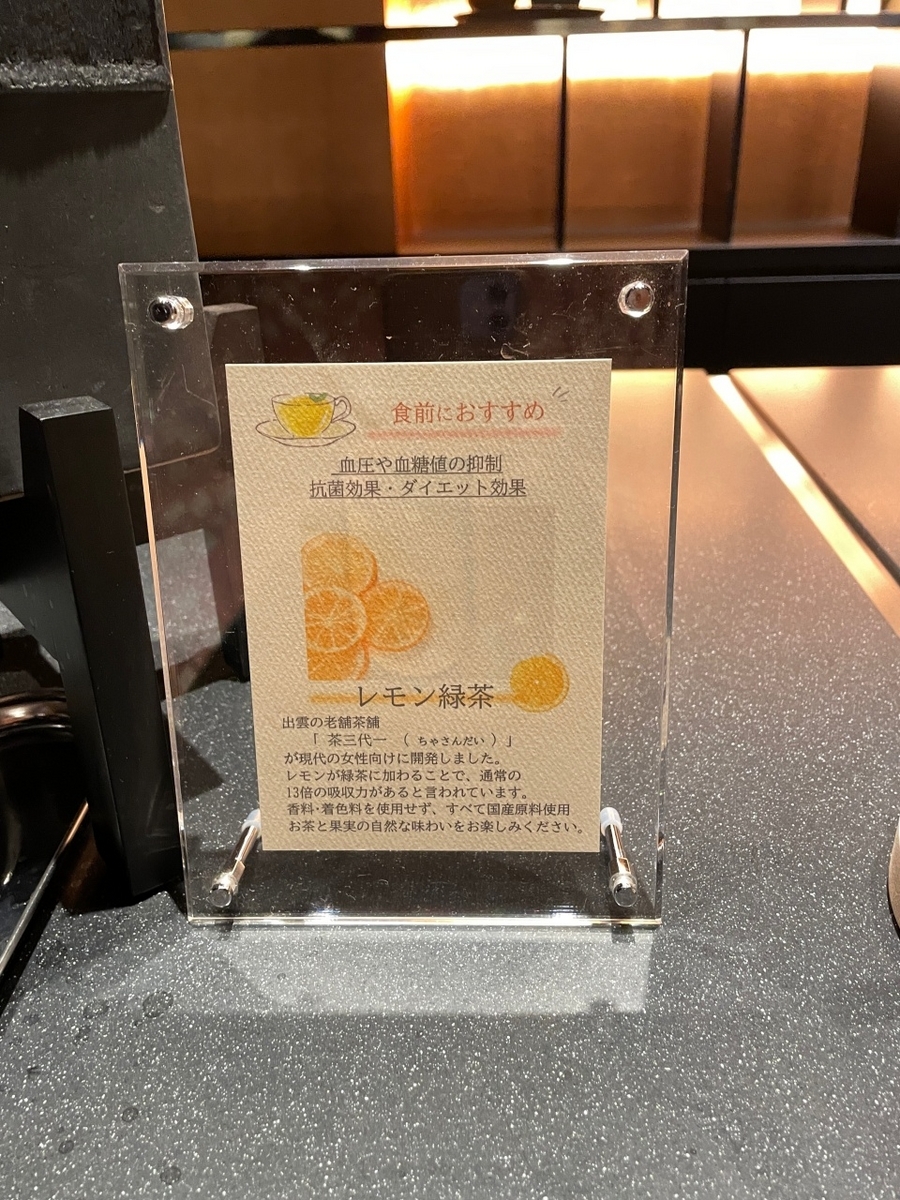 食前におすすめ
血圧や血糖値の抑制
抗菌効果・ダイエット効果
レモン緑茶
出雲の老舗茶舗
「 茶三代一 （ ちゃさんだい ）」
が現代の女性向けに開発しました。
レモンが緑茶に加わることで、通常の
13倍の吸収力があると言われています。
香料・着色料を使用せず、すべて国産原料使用
お茶と果実の自然な味わいをお楽しみください。